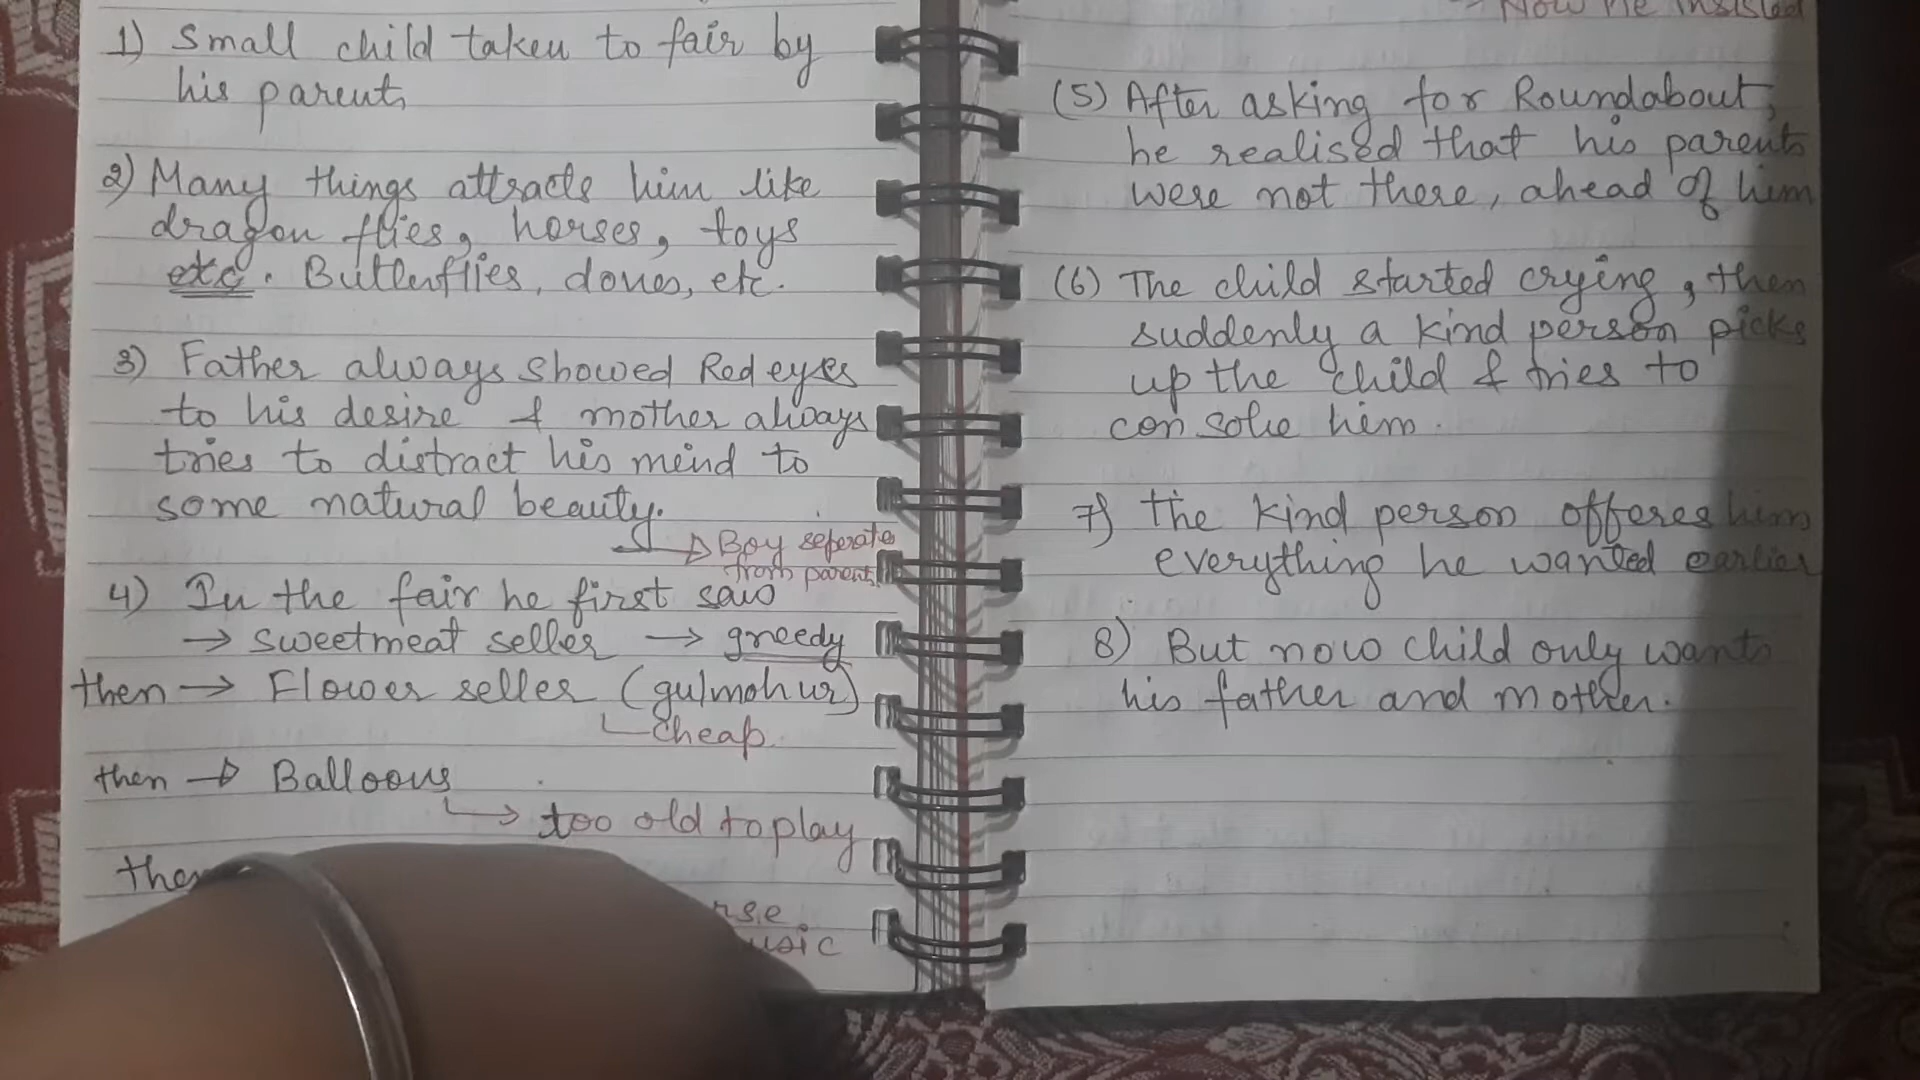 1) Small child taken to fair by
his parents
2) Many things attracts him like
dragon flies, horses, toys
etc. Butterflies, doves, etc.
3) Father always showed Red eyes
to his desire & mother always
tries to distract his mind to
some natural beauty.
→ Boy seperates
from parents
4) In the fair he first saw
→ sweetmeat seller → greedy
then → Flower seller (gulmohur)
cheap.
then → Balloons
→ too old to play
then
Now he insisted
(5) After asking for Roundabout,
he realised that his parents
were not there, ahead of him
(6) The child started crying, then
suddenly a kind person picks
up the child & tries to
console him.
7) the kind person offeres him
everything he wanted earlier
8) But now child only wants
his father and mother.